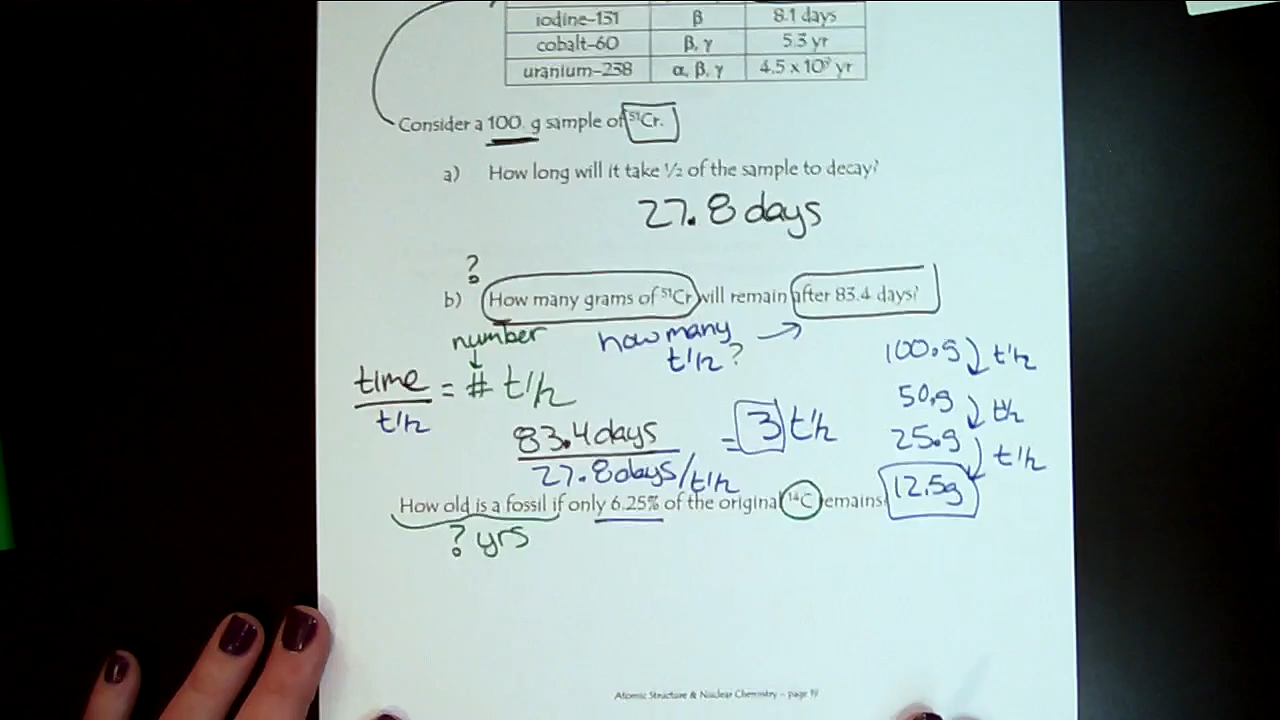 iodine-131 β 8.1 days
cobalt-60 β, γ 5.3 yr
uranium-238 α, β, γ 4.5 x 10⁹ yr
Consider a 100. g sample of ⁵¹Cr.
a) How long will it take ½ of the sample to decay?
27.8 days
?
b) How many grams of ⁵¹Cr will remain after 83.4 days?
number
how many t½?
time/t½ = # t½
83.4 days / 27.8 days/t½ = 3 t½
100.g t½
50.g t½
25.g t½
12.5g
How old is a fossil if only 6.25% of the original ¹⁴C remains
? yrs
Atomic Structure & Nuclear Chemistry - page 19